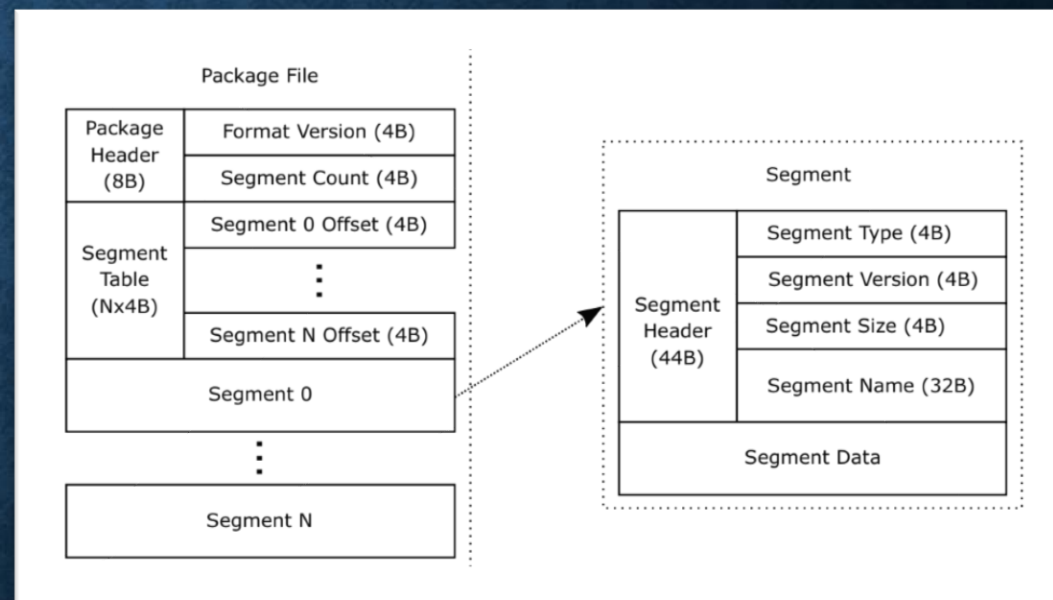 Package File
Package
Header
(8B)
Format Version (4B)
Segment Count (4B)
Segment
Table
(Nx4B)
Segment 0 Offset (4B)
Segment N Offset (4B)
Segment 0
Segment N
Segment
Segment
Header
(44B)
Segment Type (4B)
Segment Version (4B)
Segment Size (4B)
Segment Name (32B)
Segment Data